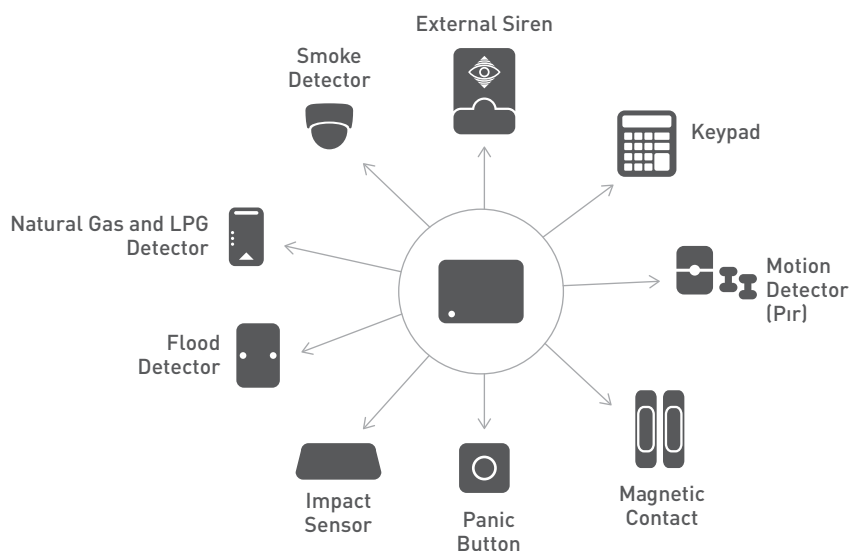 External Siren
Smoke
Detector
Keypad
Natural Gas and LPG
Detector
Motion
Detector
(Pır)
Flood
Detector
Impact
Sensor
Panic
Button
Magnetic
Contact